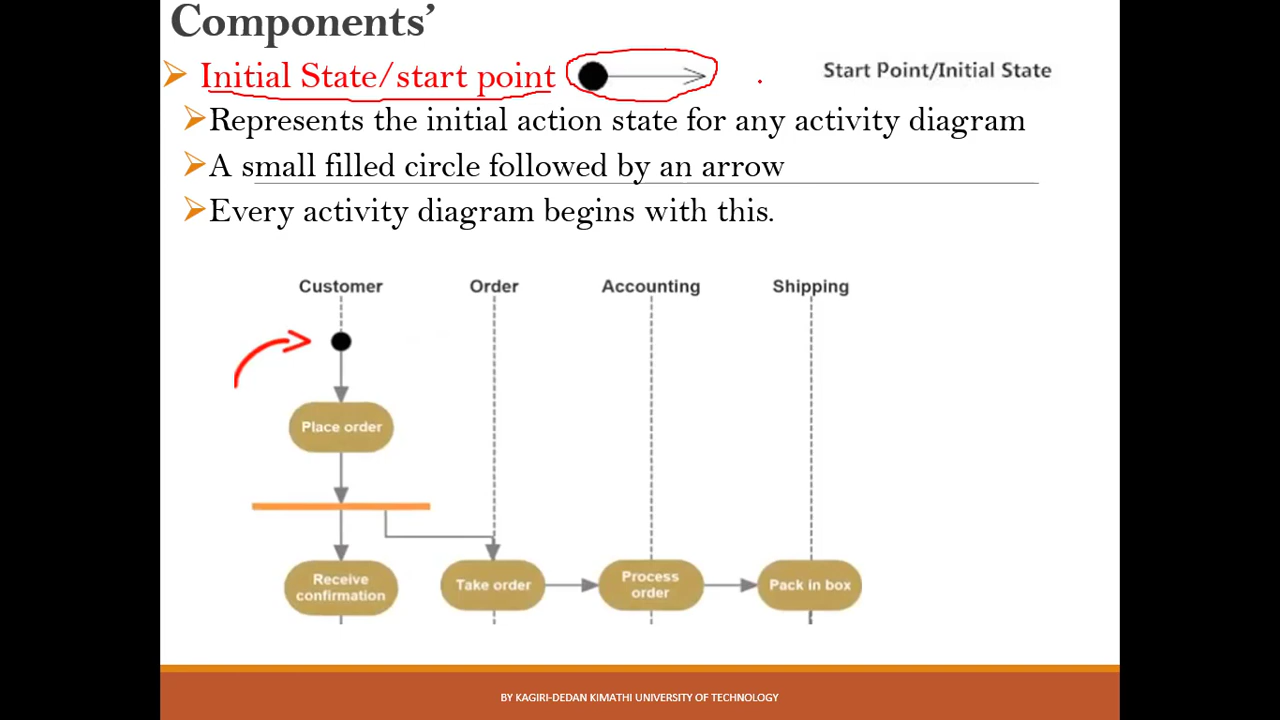 Components’
Initial State/start point
Start Point/Initial State
Represents the initial action state for any activity diagram
A small filled circle followed by an arrow
Every activity diagram begins with this.
Customer Order Accounting Shipping
Place order
Receive confirmation
Take order
Process order
Pack in box
BY KAGIRI-DEDAN KIMATHI UNIVERSITY OF TECHNOLOGY